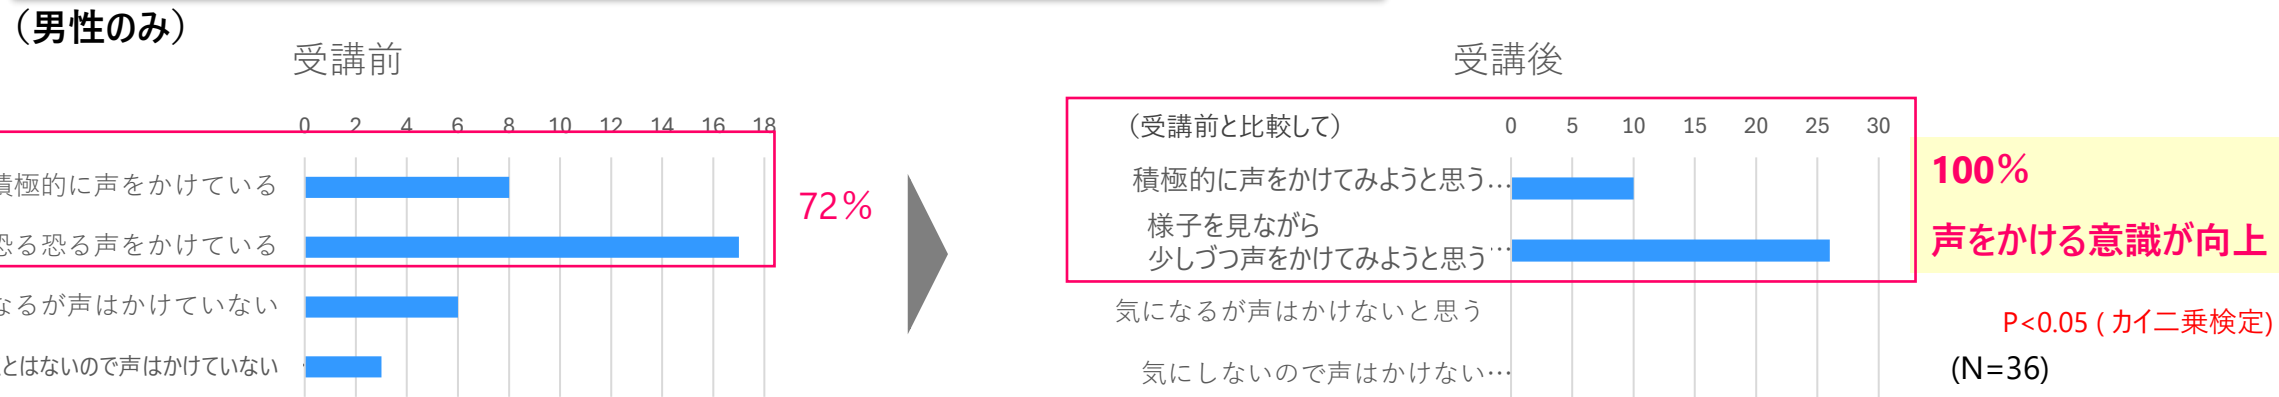 （男性のみ）
受講前
0 2 4 6 8 10 12 14 16 18
積極的に声をかけている
恐る恐る声をかけている
なるが声はかけていない
とはないので声はかけていない
72％
受講後
（受講前と比較して）
0 5 10 15 20 25 30
積極的に声をかけてみようと思う…
様子を見ながら
少しづつ声をかけてみようと思う…
気になるが声はかけないと思う
気にしないので声はかけない…
100％
声をかける意識が向上
P<0.05 ( カイ二乗検定)
(N=36)